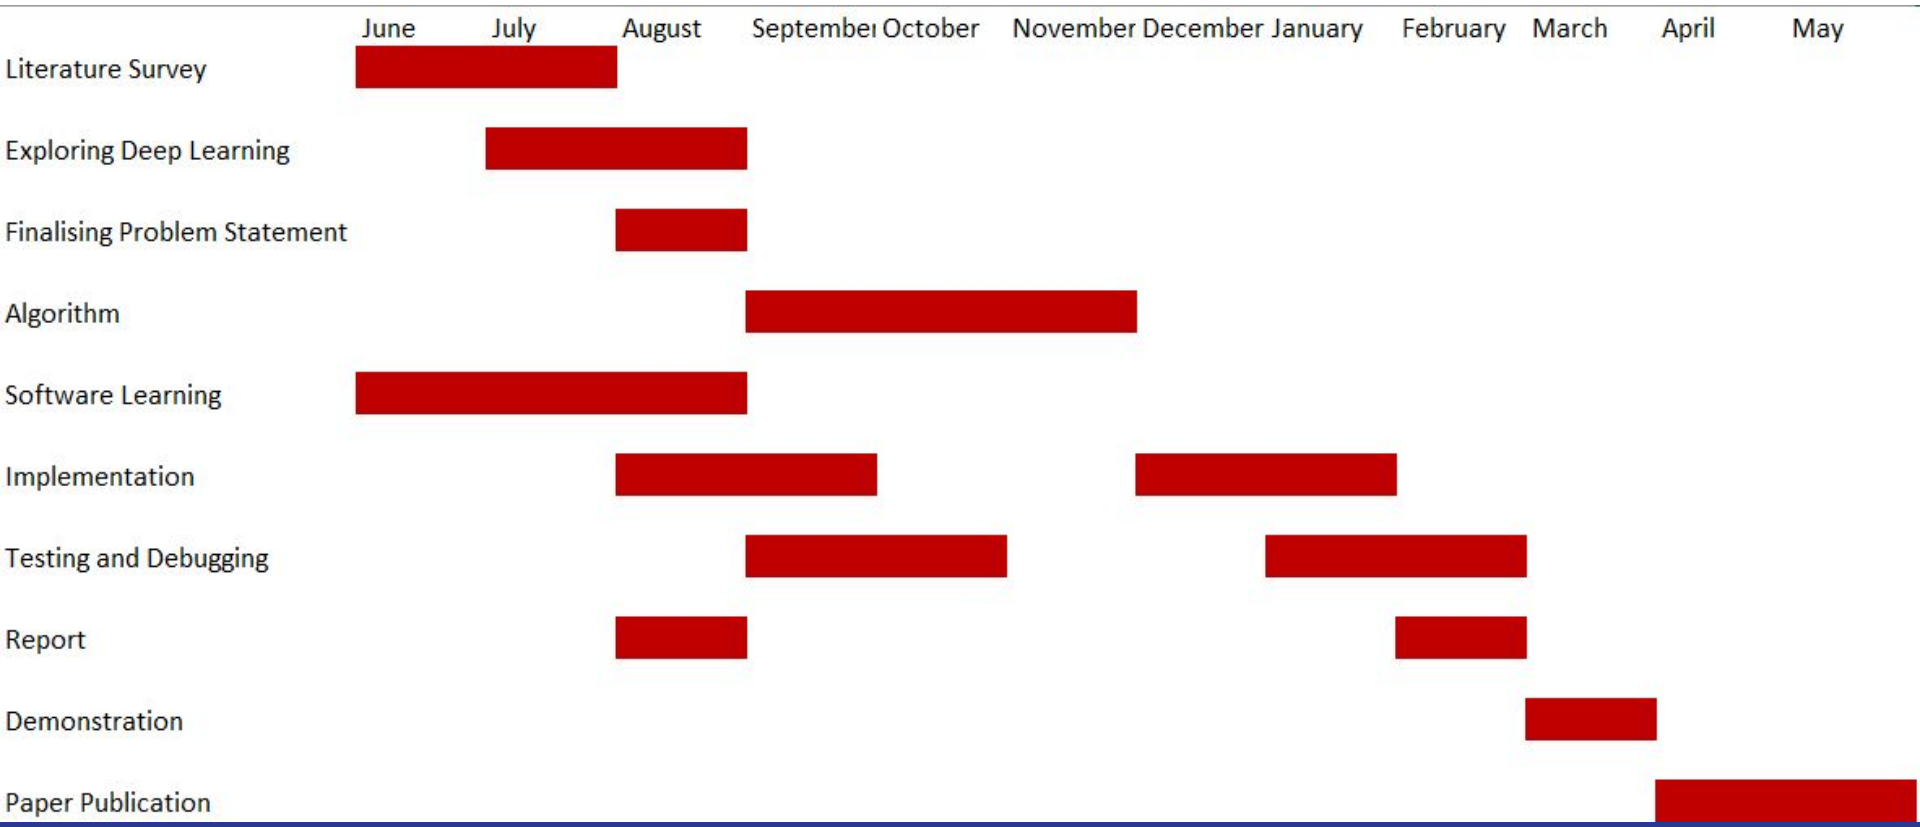 June July August September October November December January February March April May
Literature Survey
Exploring Deep Learning
Finalising Problem Statement
Algorithm
Software Learning
Implementation
Testing and Debugging
Report
Demonstration
Paper Publication